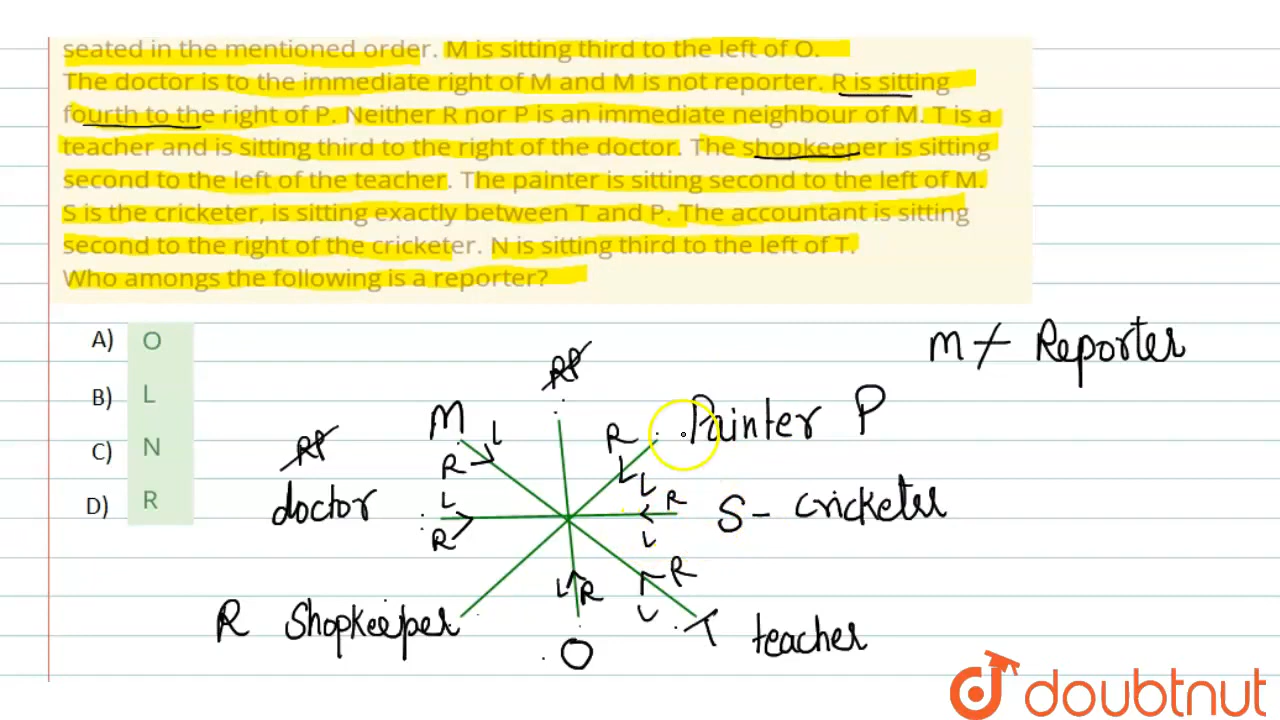 seated in the mentioned order. M is sitting third to the left of O.
The doctor is to the immediate right of M and M is not reporter. R is sitting
fourth to the right of P. Neither R nor P is an immediate neighbour of M. T is a
teacher and is sitting third to the right of the doctor. The shopkeeper is sitting
second to the left of the teacher. The painter is sitting second to the left of M.
S is the cricketer, is sitting exactly between T and P. The accountant is sitting
second to the right of the cricketer. N is sitting third to the left of T.
Who amongs the following is a reporter?
A) O
B) L
C) N
D) R
M ≠ Reporter
RP
M L
R
R Painter P
L
RP
doctor
L
R
L R
L
S - cricketer
R Shopkeeper
L R
O
R
L
T teacher
doubtnut